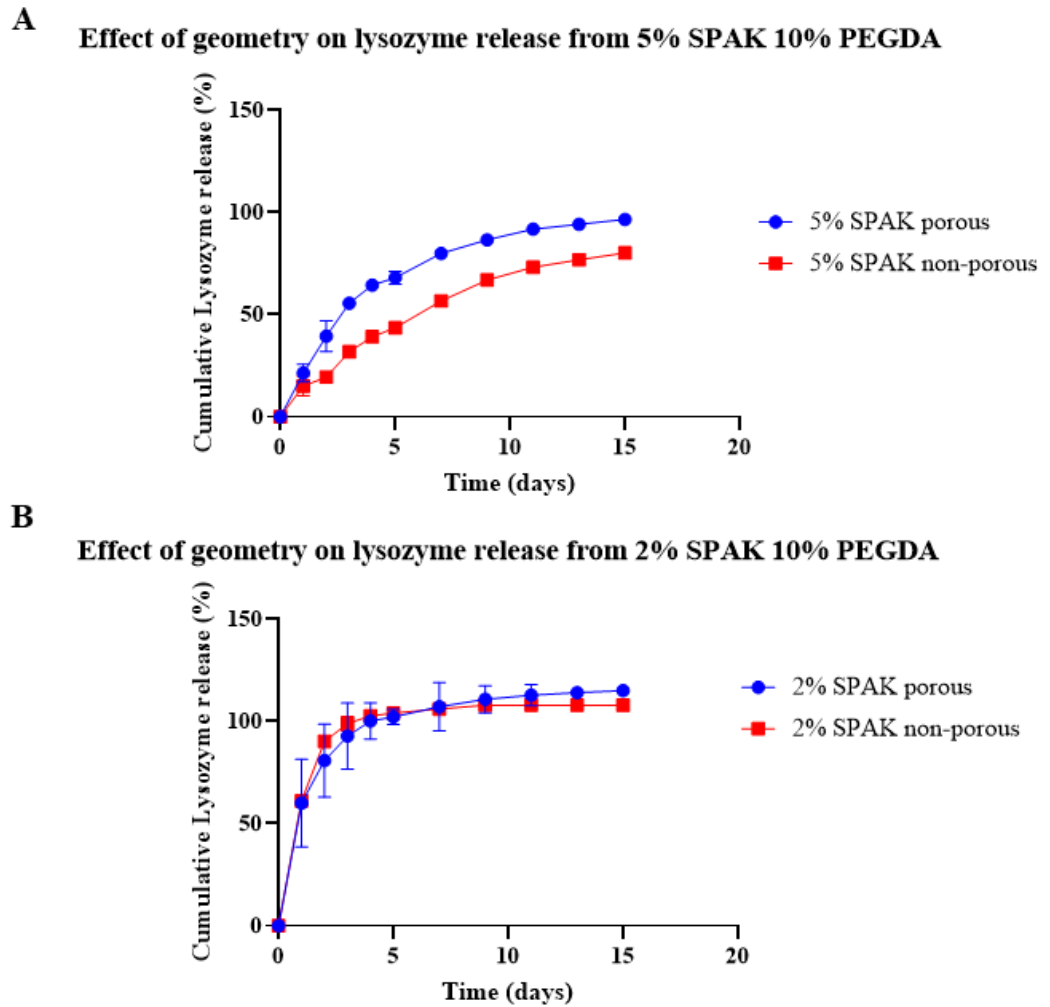 A
Effect of geometry on lysozyme release from 5% SPAK 10% PEGDA
Cumulative Lysozyme release (%)
150
100
50
0
0 5 10 15 20
Time (days)
5% SPAK porous
5% SPAK non-porous
B
Effect of geometry on lysozyme release from 2% SPAK 10% PEGDA
Cumulative Lysozyme release (%)
150
100
50
0
0 5 10 15 20
Time (days)
2% SPAK porous
2% SPAK non-porous